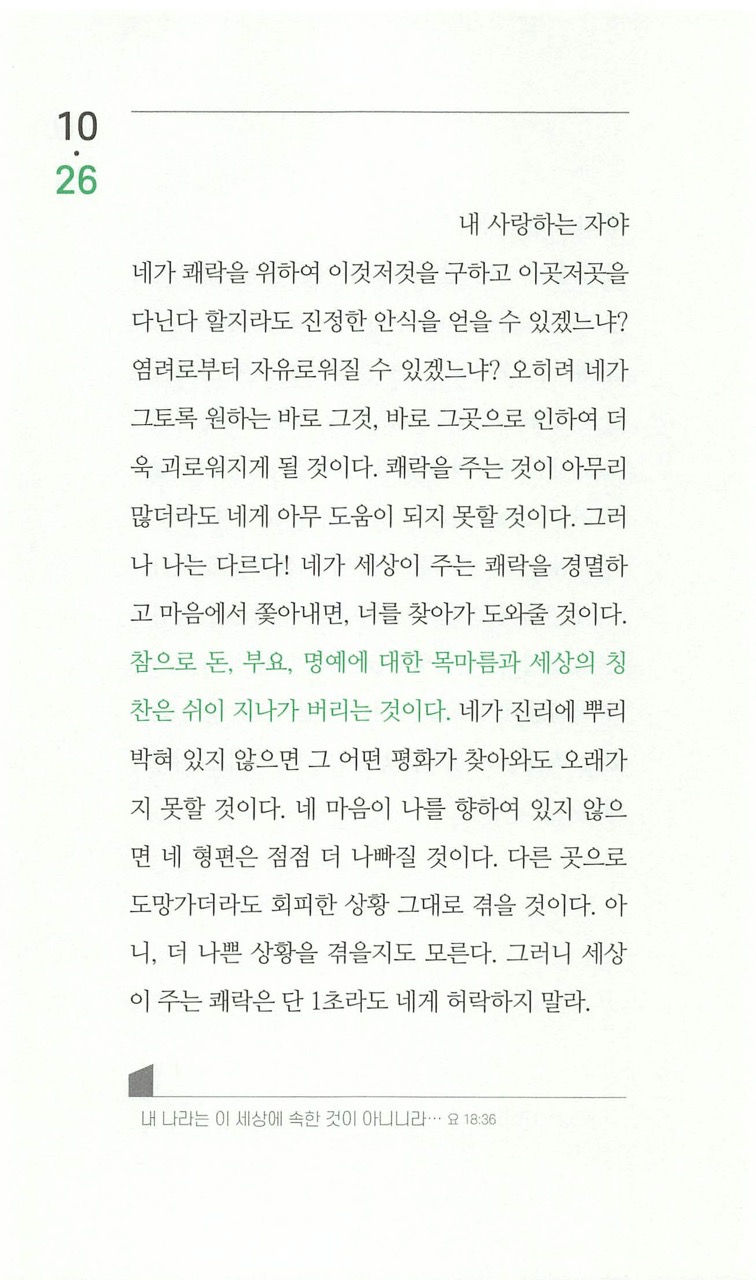 10
·
26
내 사랑하는 자야
네가 쾌락을 위하여 이것저것을 구하고 이곳저곳을
다닌다 할지라도 진정한 안식을 얻을 수 있겠느냐?
염려로부터 자유로워질 수 있겠느냐? 오히려 네가
그토록 원하는 바로 그것, 바로 그곳으로 인하여 더
욱 괴로워지게 될 것이다. 쾌락을 주는 것이 아무리
많더라도 네게 아무 도움이 되지 못할 것이다. 그러
나 나는 다르다! 네가 세상이 주는 쾌락을 경멸하
고 마음에서 쫓아내면, 너를 찾아가 도와줄 것이다.
참으로 돈, 부요, 명예에 대한 목마름과 세상의 칭
찬은 쉬이 지나가 버리는 것이다. 네가 진리에 뿌리
박혀 있지 않으면 그 어떤 평화가 찾아와도 오래가
지 못할 것이다. 네 마음이 나를 향하여 있지 않으
면 네 형편은 점점 더 나빠질 것이다. 다른 곳으로
도망가더라도 회피한 상황 그대로 겪을 것이다. 아
니, 더 나쁜 상황을 겪을지도 모른다. 그러니 세상
이 주는 쾌락은 단 1초라도 네게 허락하지 말라.
내 나라는 이 세상에 속한 것이 아니니라… 요 18:36